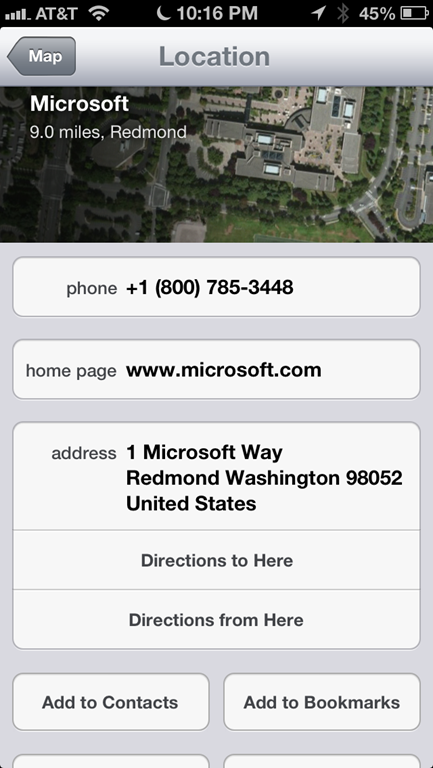 AT&T 10:16 PM 45%
Map Location
Microsoft
9.0 miles, Redmond
phone +1 (800) 785-3448
home page www.microsoft.com
address 1 Microsoft Way
Redmond Washington 98052
United States
Directions to Here
Directions from Here
Add to Contacts Add to Bookmarks